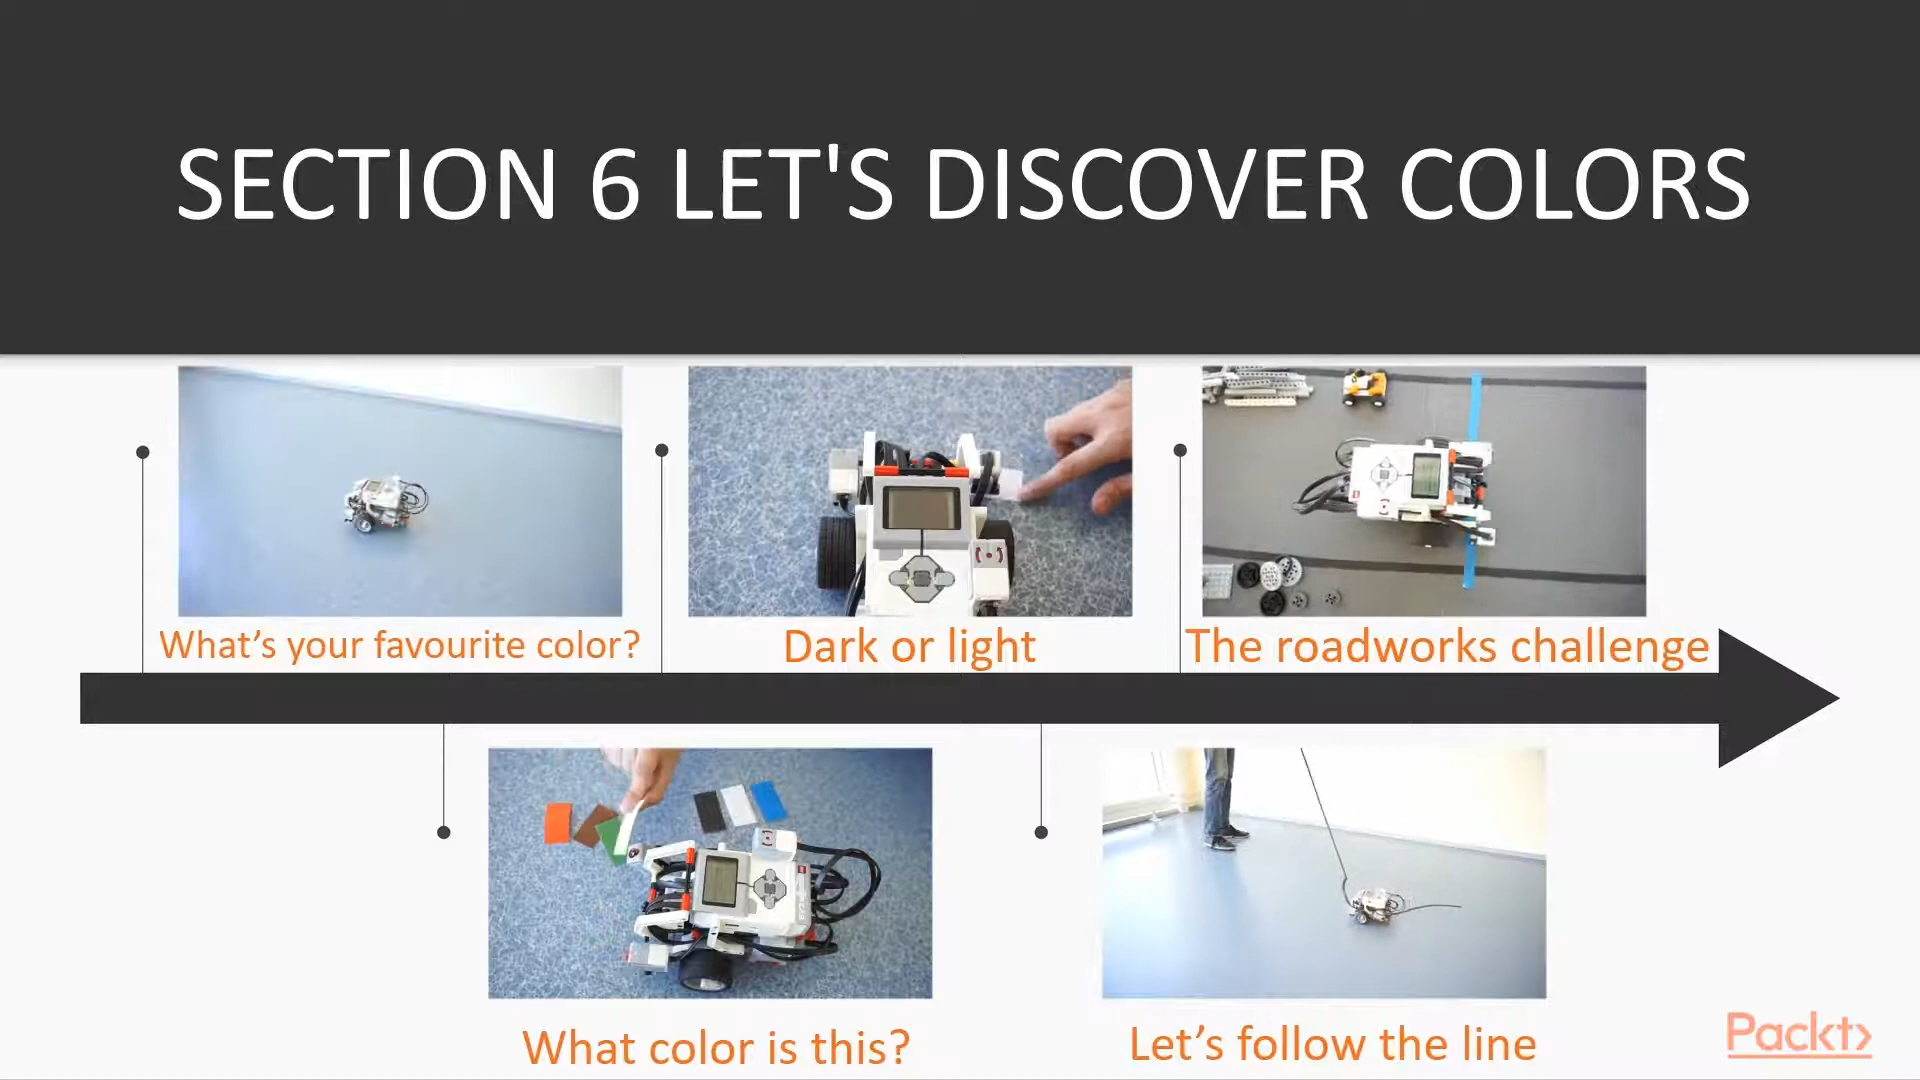 SECTION 6 LET'S DISCOVER COLORS
What's your favourite color?
Dark or light
The roadworks challenge
What color is this?
Let's follow the line
Packt>